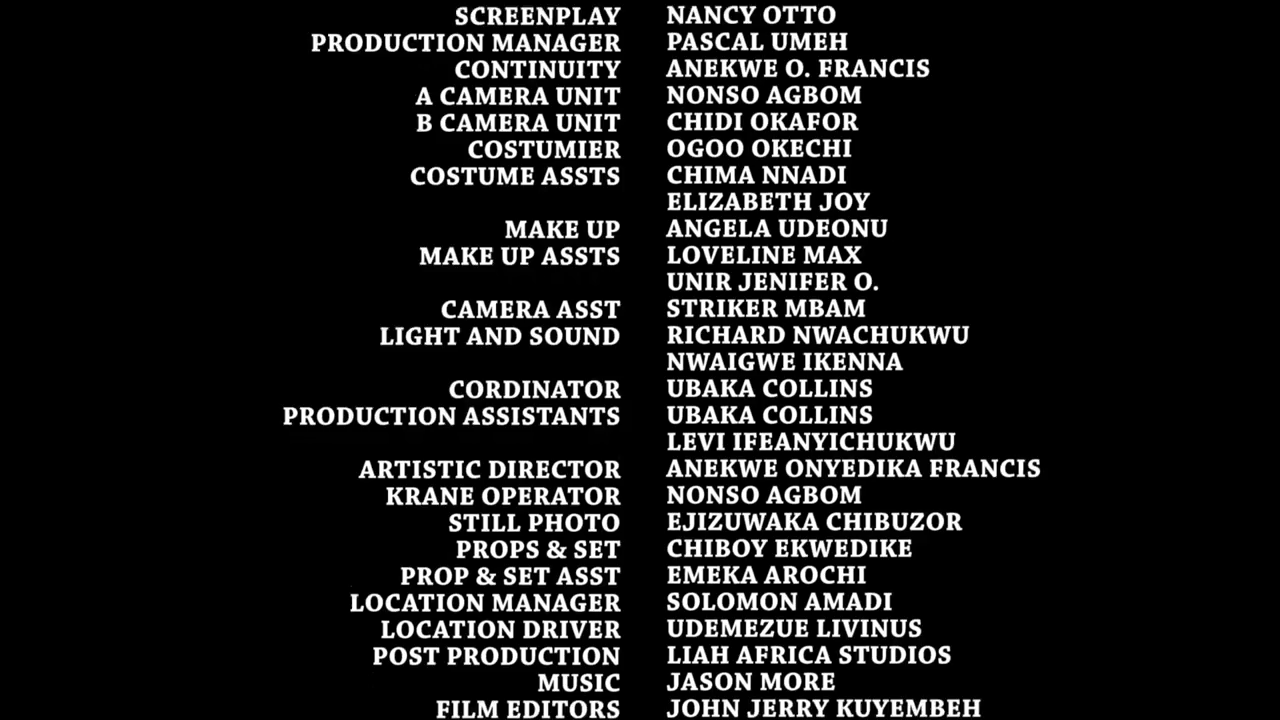 SCREENPLAY NANCY OTTO
PRODUCTION MANAGER PASCAL UMEH
CONTINUITY ANEKWE O. FRANCIS
A CAMERA UNIT NONSO AGBOM
B CAMERA UNIT CHIDI OKAFOR
COSTUMIER OGOO OKECHI
COSTUME ASSTS CHIMA NNADI
ELIZABETH JOY
MAKE UP ANGELA UDEONU
MAKE UP ASSTS LOVELINE MAX
UNIR JENIFER O.
CAMERA ASST STRIKER MBAM
LIGHT AND SOUND RICHARD NWACHUKWU
NWAIGWE IKENNA
CORDINATOR UBAKA COLLINS
PRODUCTION ASSISTANTS UBAKA COLLINS
LEVI IFEANYICHUKWU
ARTISTIC DIRECTOR ANEKWE ONYEDIKA FRANCIS
KRANE OPERATOR NONSO AGBOM
STILL PHOTO EJIZUWAKA CHIBUZOR
PROPS & SET CHIBOY EKWEDIKE
PROP & SET ASST EMEKA AROCHI
LOCATION MANAGER SOLOMON AMADI
LOCATION DRIVER UDEMEZUE LIVINUS
POST PRODUCTION LIAH AFRICA STUDIOS
MUSIC JASON MORE
FILM EDITORS JOHN JERRY KUYEMBEH